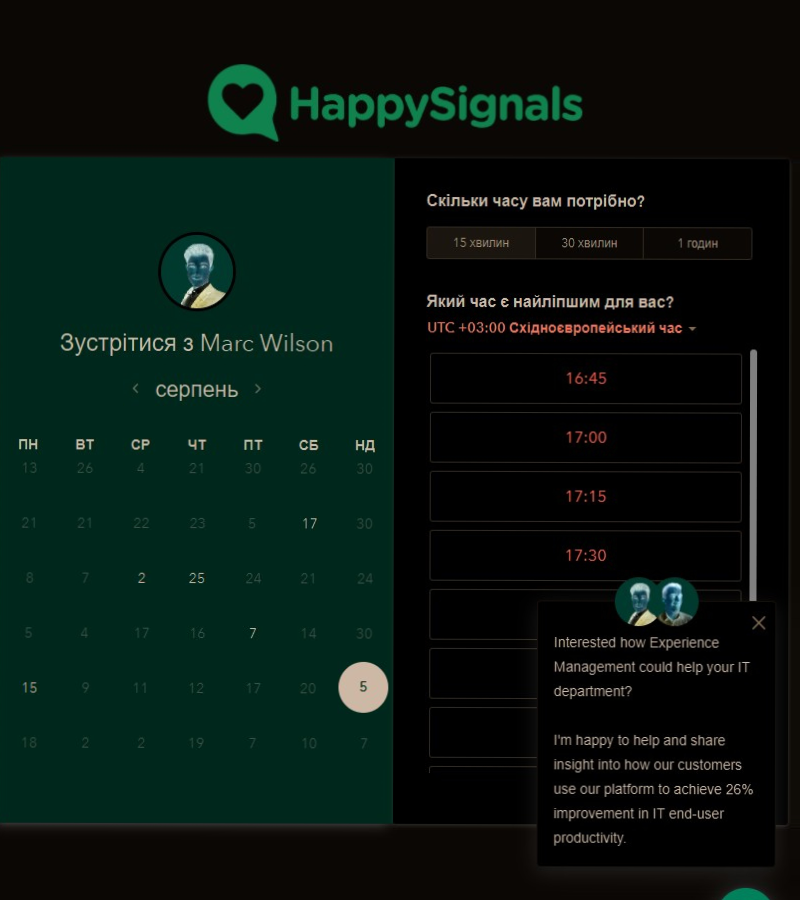 HappySignals
Зустрітися з Marc Wilson
серпень
ПН ВТ СР ЧТ ПТ СБ НД
13 26 4 21 30 26 30
21 21 22 23 5 17 30
8 7 2 25 24 21 24
5 4 17 16 7 14 30
15 9 11 12 17 20 5
18 2 2 19 7 10 7
Скільки часу вам потрібно?
15 хвилин 30 хвилин 1 годин
Який час є найліпшим для вас?
UTC +03:00 Східноєвропейський час
16:45
17:00
17:15
17:30
Interested how Experience
Management could help your IT
department?
I'm happy to help and share
insight into how our customers
use our platform to achieve 26%
improvement in IT end-user
productivity.